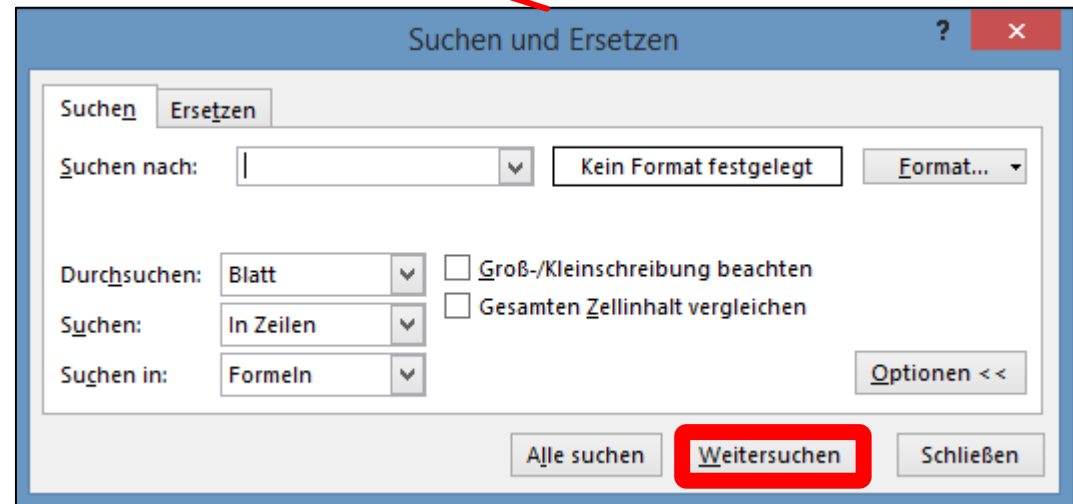 Suchen und Ersetzen ? ×
Suchen Ersetzen
Suchen nach: Kein Format festgelegt Format...
Durchsuchen: Blatt Groß-/Kleinschreibung beachten
Gesamten Zellinhalt vergleichen
Suchen: In Zeilen
Suchen in: Formeln Optionen <<
Alle suchen Weitersuchen Schließen